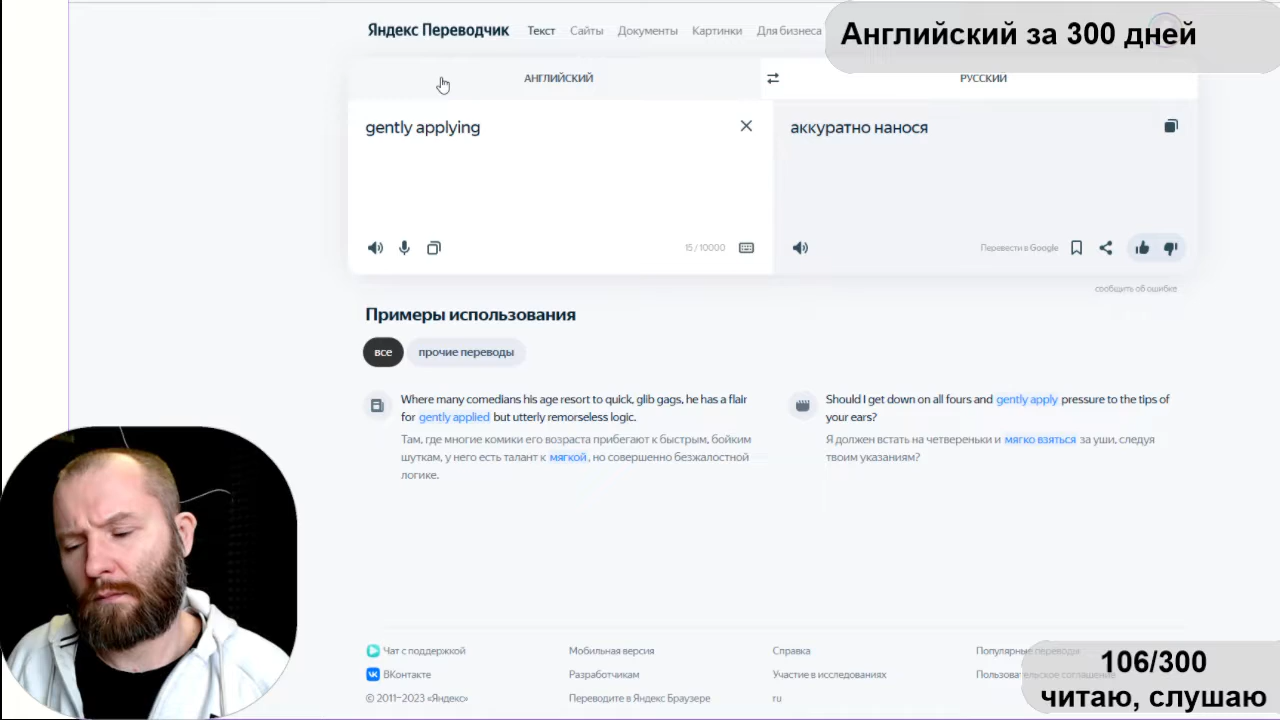 Яндекс Переводчик Текст Сайты Документы Картинки Для бизнеса
Английский за 300 дней
АНГЛИЙСКИЙ
РУССКИЙ
gently applying
аккуратно нанося
15 / 10000
Перевести в Google
сообщить об ошибке
Примеры использования
все
прочие переводы
Where many comedians his age resort to quick, glib gags, he has a flair
for gently applied but utterly remorseless logic.
Там, где многие комики его возраста прибегают к быстрым, бойким
шуткам, у него есть талант к мягкой, но совершенно безжалостной
логике.
Should I get down on all fours and gently apply pressure to the tips of
your ears?
Я должен встать на четвереньки и мягко взяться за уши, следуя
твоим указаниям?
Чат с поддержкой
Мобильная версия
Справка
Популярные переводы
ВКонтакте
Разработчикам
Участие в исследованиях
Пользовательское соглашение
© 2011–2023 «Яндекс»
Переводите в Яндекс Браузере
ru
106/300
читаю, слушаю